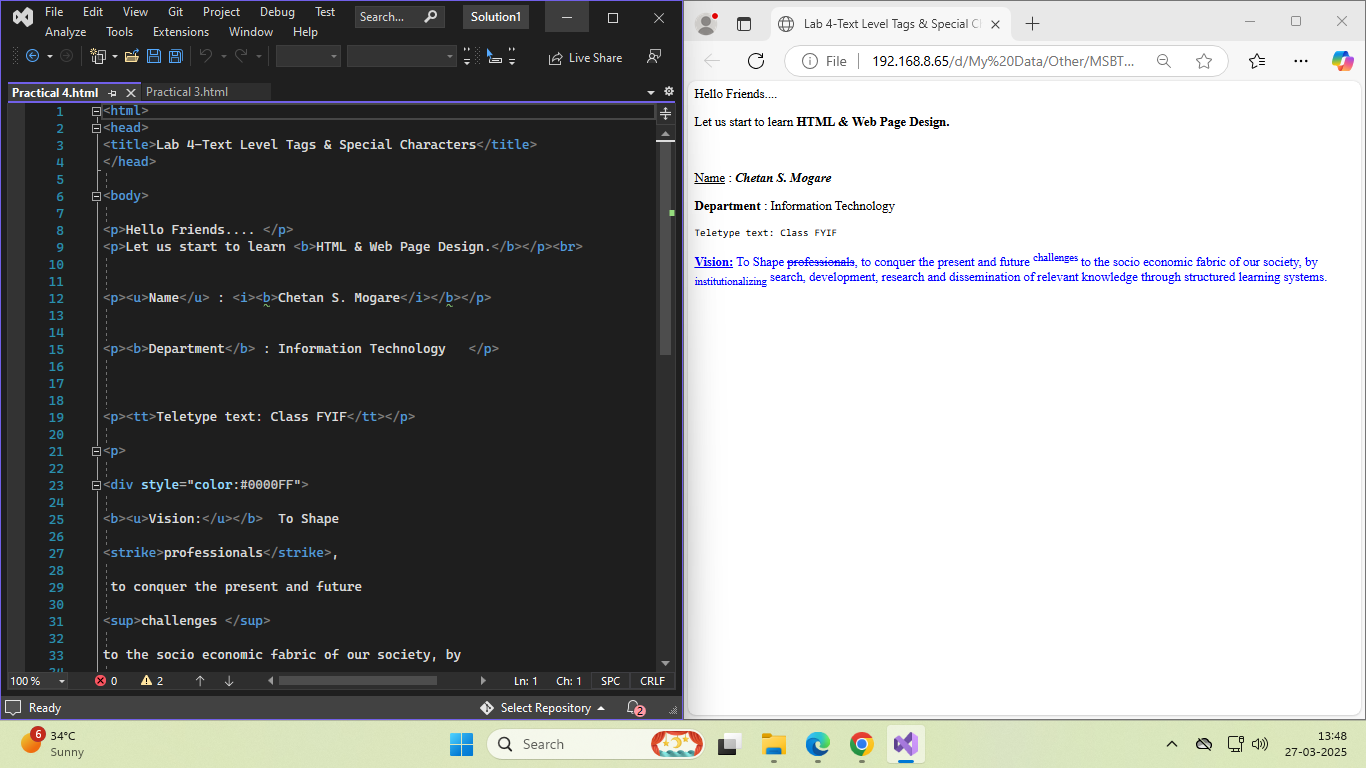 File Edit View Git Project Debug Test Search... Solution1
Analyze Tools Extensions Window Help
Live Share
Practical 4.html Practical 3.html
1 <html>
2 <head>
3 <title>Lab 4-Text Level Tags & Special Characters</title>
4 </head>
5
6 <body>
7
8 <p>Hello Friends.... </p>
9 <p>Let us start to learn <b>HTML & Web Page Design.</b></p><br>
10
11
12 <p><u>Name</u> : <i><b>Chetan S. Mogare</i></b></p>
13
14
15 <p><b>Department</b> : Information Technology   </p>
16
17
18
19 <p><tt>Teletype text: Class FYIF</tt></p>
20
21 <p>
22
23 <div style="color:#0000FF">
24
25 <b><u>Vision:</u></b>  To Shape
26
27 <strike>professionals</strike>,
28
29  to conquer the present and future
30
31 <sup>challenges </sup>
32
33 to the socio economic fabric of our society, by
100 % 0 2 Ln: 1 Ch: 1 SPC CRLF
Ready Select Repository 2
Lab 4-Text Level Tags & Special Cl
File 192.168.8.65/d/My%20Data/Other/MSBT...
Hello Friends....
Let us start to learn HTML & Web Page Design.
Name : Chetan S. Mogare
Department : Information Technology
Teletype text: Class FYIF
Vision: To Shape professionals, to conquer the present and future challenges to the socio economic fabric of our society, by
institutionalizing search, development, research and dissemination of relevant knowledge through structured learning systems.
6 34°C
Sunny
Search
13:48
27-03-2025